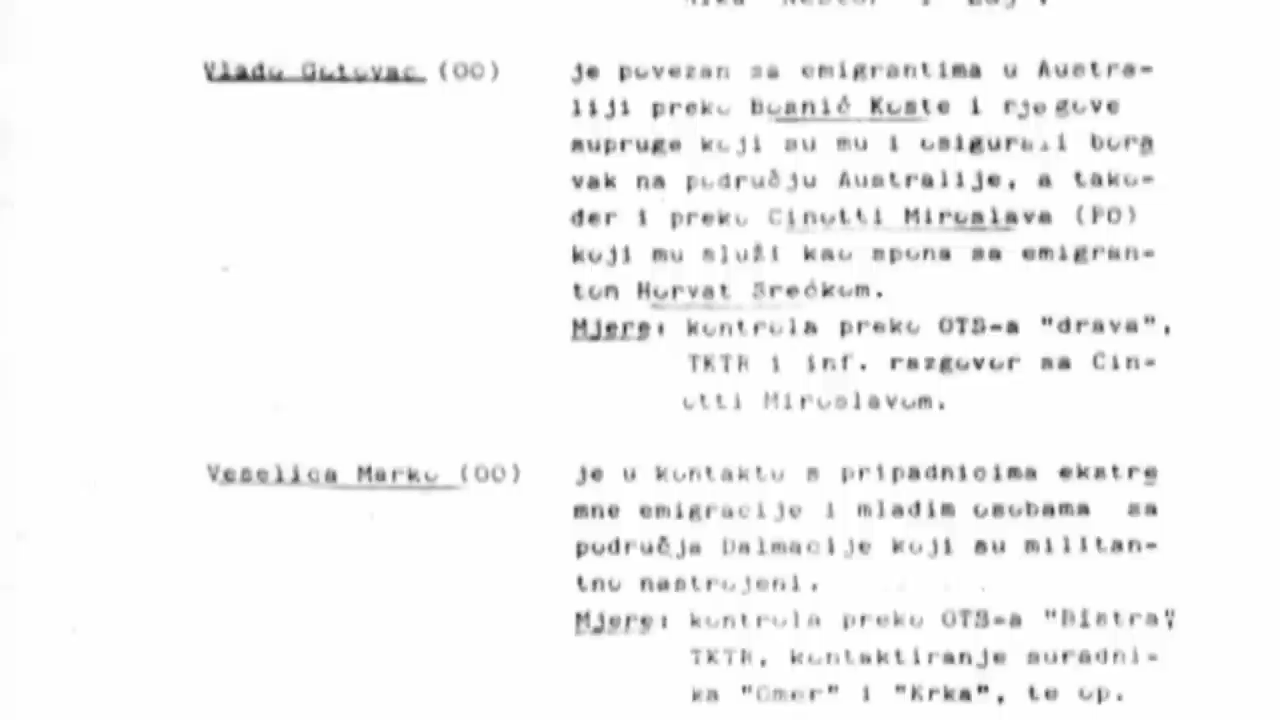 Vlado Gotovac (OO) je povezan sa emigrantima u Austra-
liji preko Bosnić Koste i njegove
supruge koji su mu i osigurali bora
vak na području Australije, a tako-
đer i preko Cinotti Miroslava (PO)
koji mu služi kao spona sa emigran-
tom Horvat Srećkom.
Mjere: kontrola preko OTS-a "drava",
TKTR i inf. razgovor sa Cin-
otti Miroslavom.
Veselica Marko (OO) je u kontaktu s pripadnicima ekstre
mne emigracije i mladim osobama sa
područja Dalmacije koji su militan-
tno nastrojeni.
Mjere: kontrola preko OTS-a "Bistra",
TKTR, kontaktiranje suradni-
ka "Omer" i "Krka", te op.